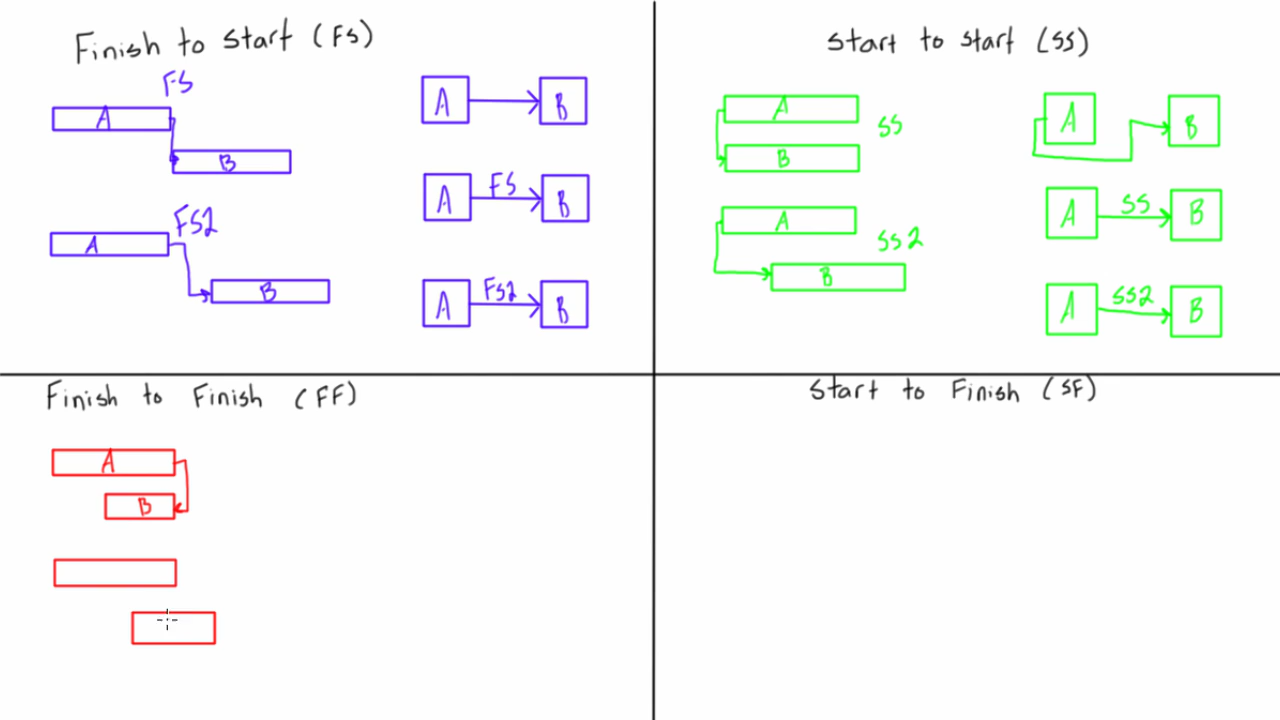 Finish to start (FS)
FS
A
B
FS2
A
B
A B
A FS B
A FS2 B
start to start (SS)
A
SS
B
A
SS2
B
A B
A SS B
A SS2 B
Finish to Finish (FF)
A
B
Start to Finish (SF)